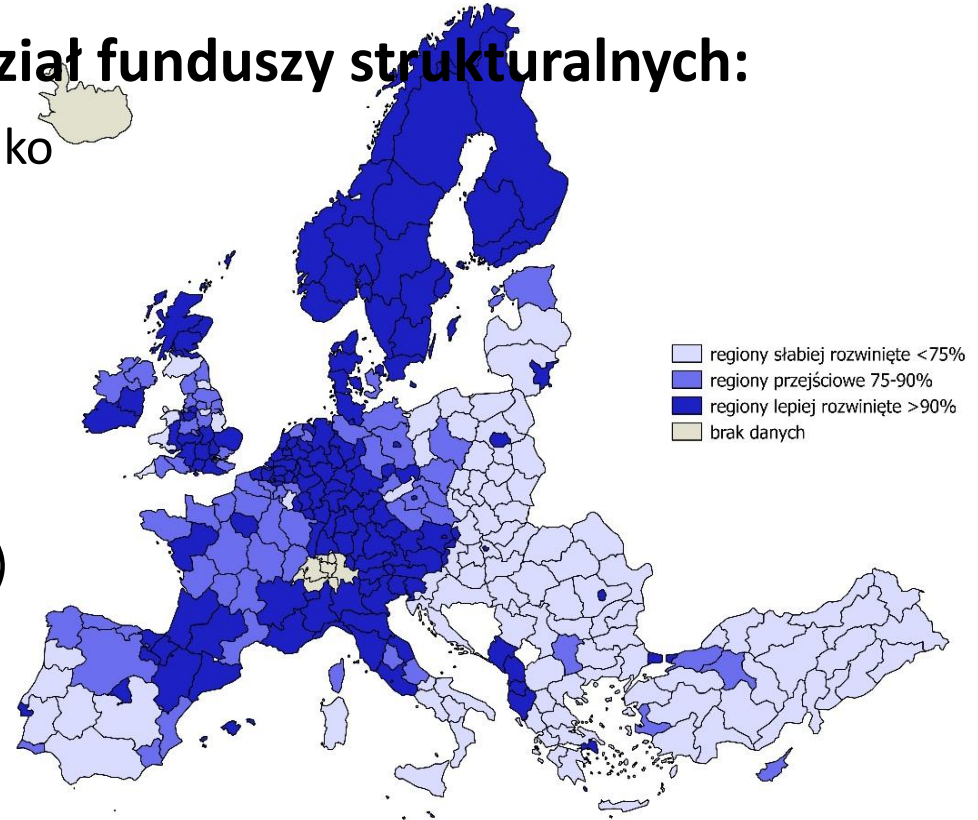 ział funduszy strukturalnych:
ko
regiony słabiej rozwinięte <75%
regiony przejściowe 75-90%
regiony lepiej rozwinięte >90%
brak danych
)